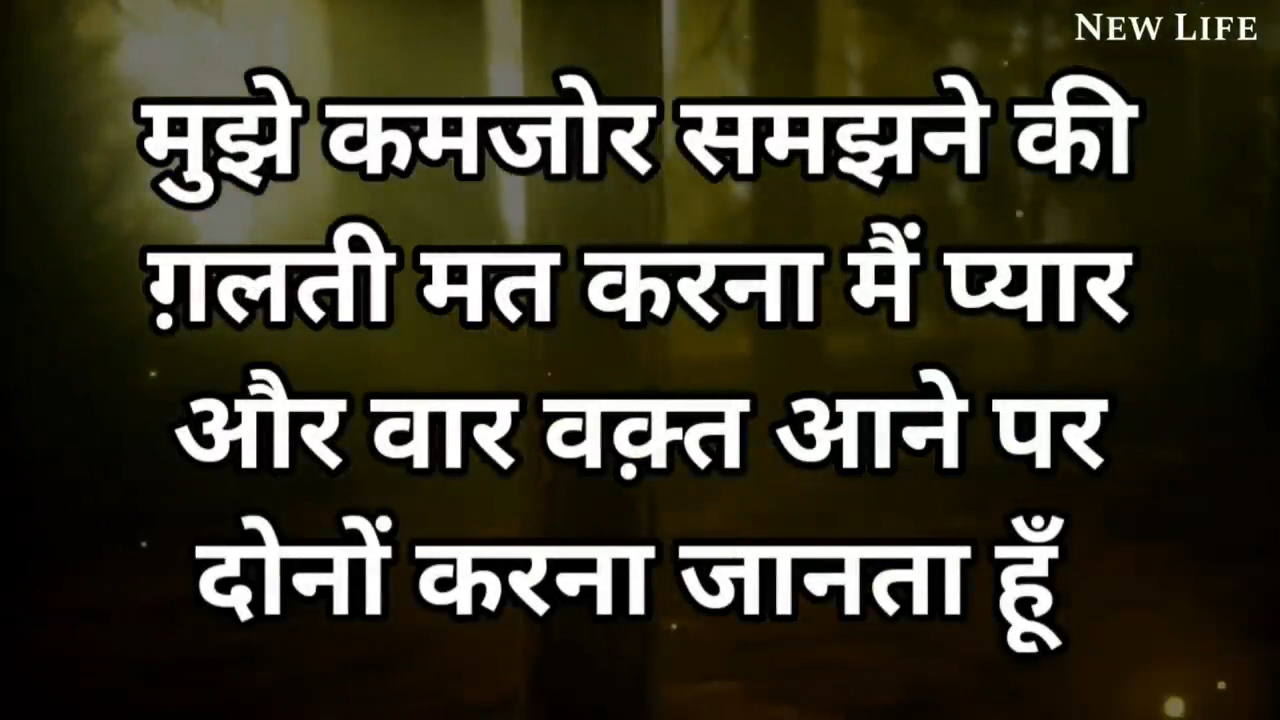 NEW LIFE
मुझे कमजोर समझने की
ग़लती मत करना मैं प्यार
और वार वक़्त आने पर
दोनों करना जानता हूँ